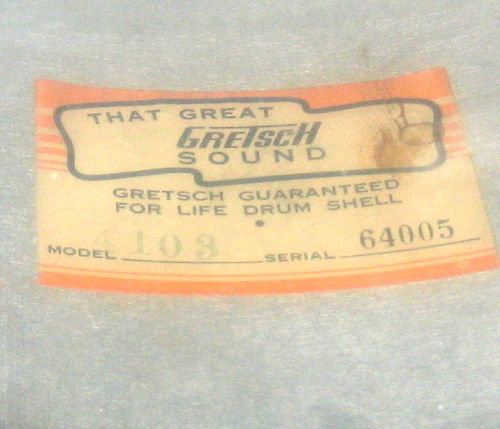 THAT GREAT
GRETSCH
SOUND
GRETSCH GUARANTEED
FOR LIFE DRUM SHELL
MODEL 4103 SERIAL 64005